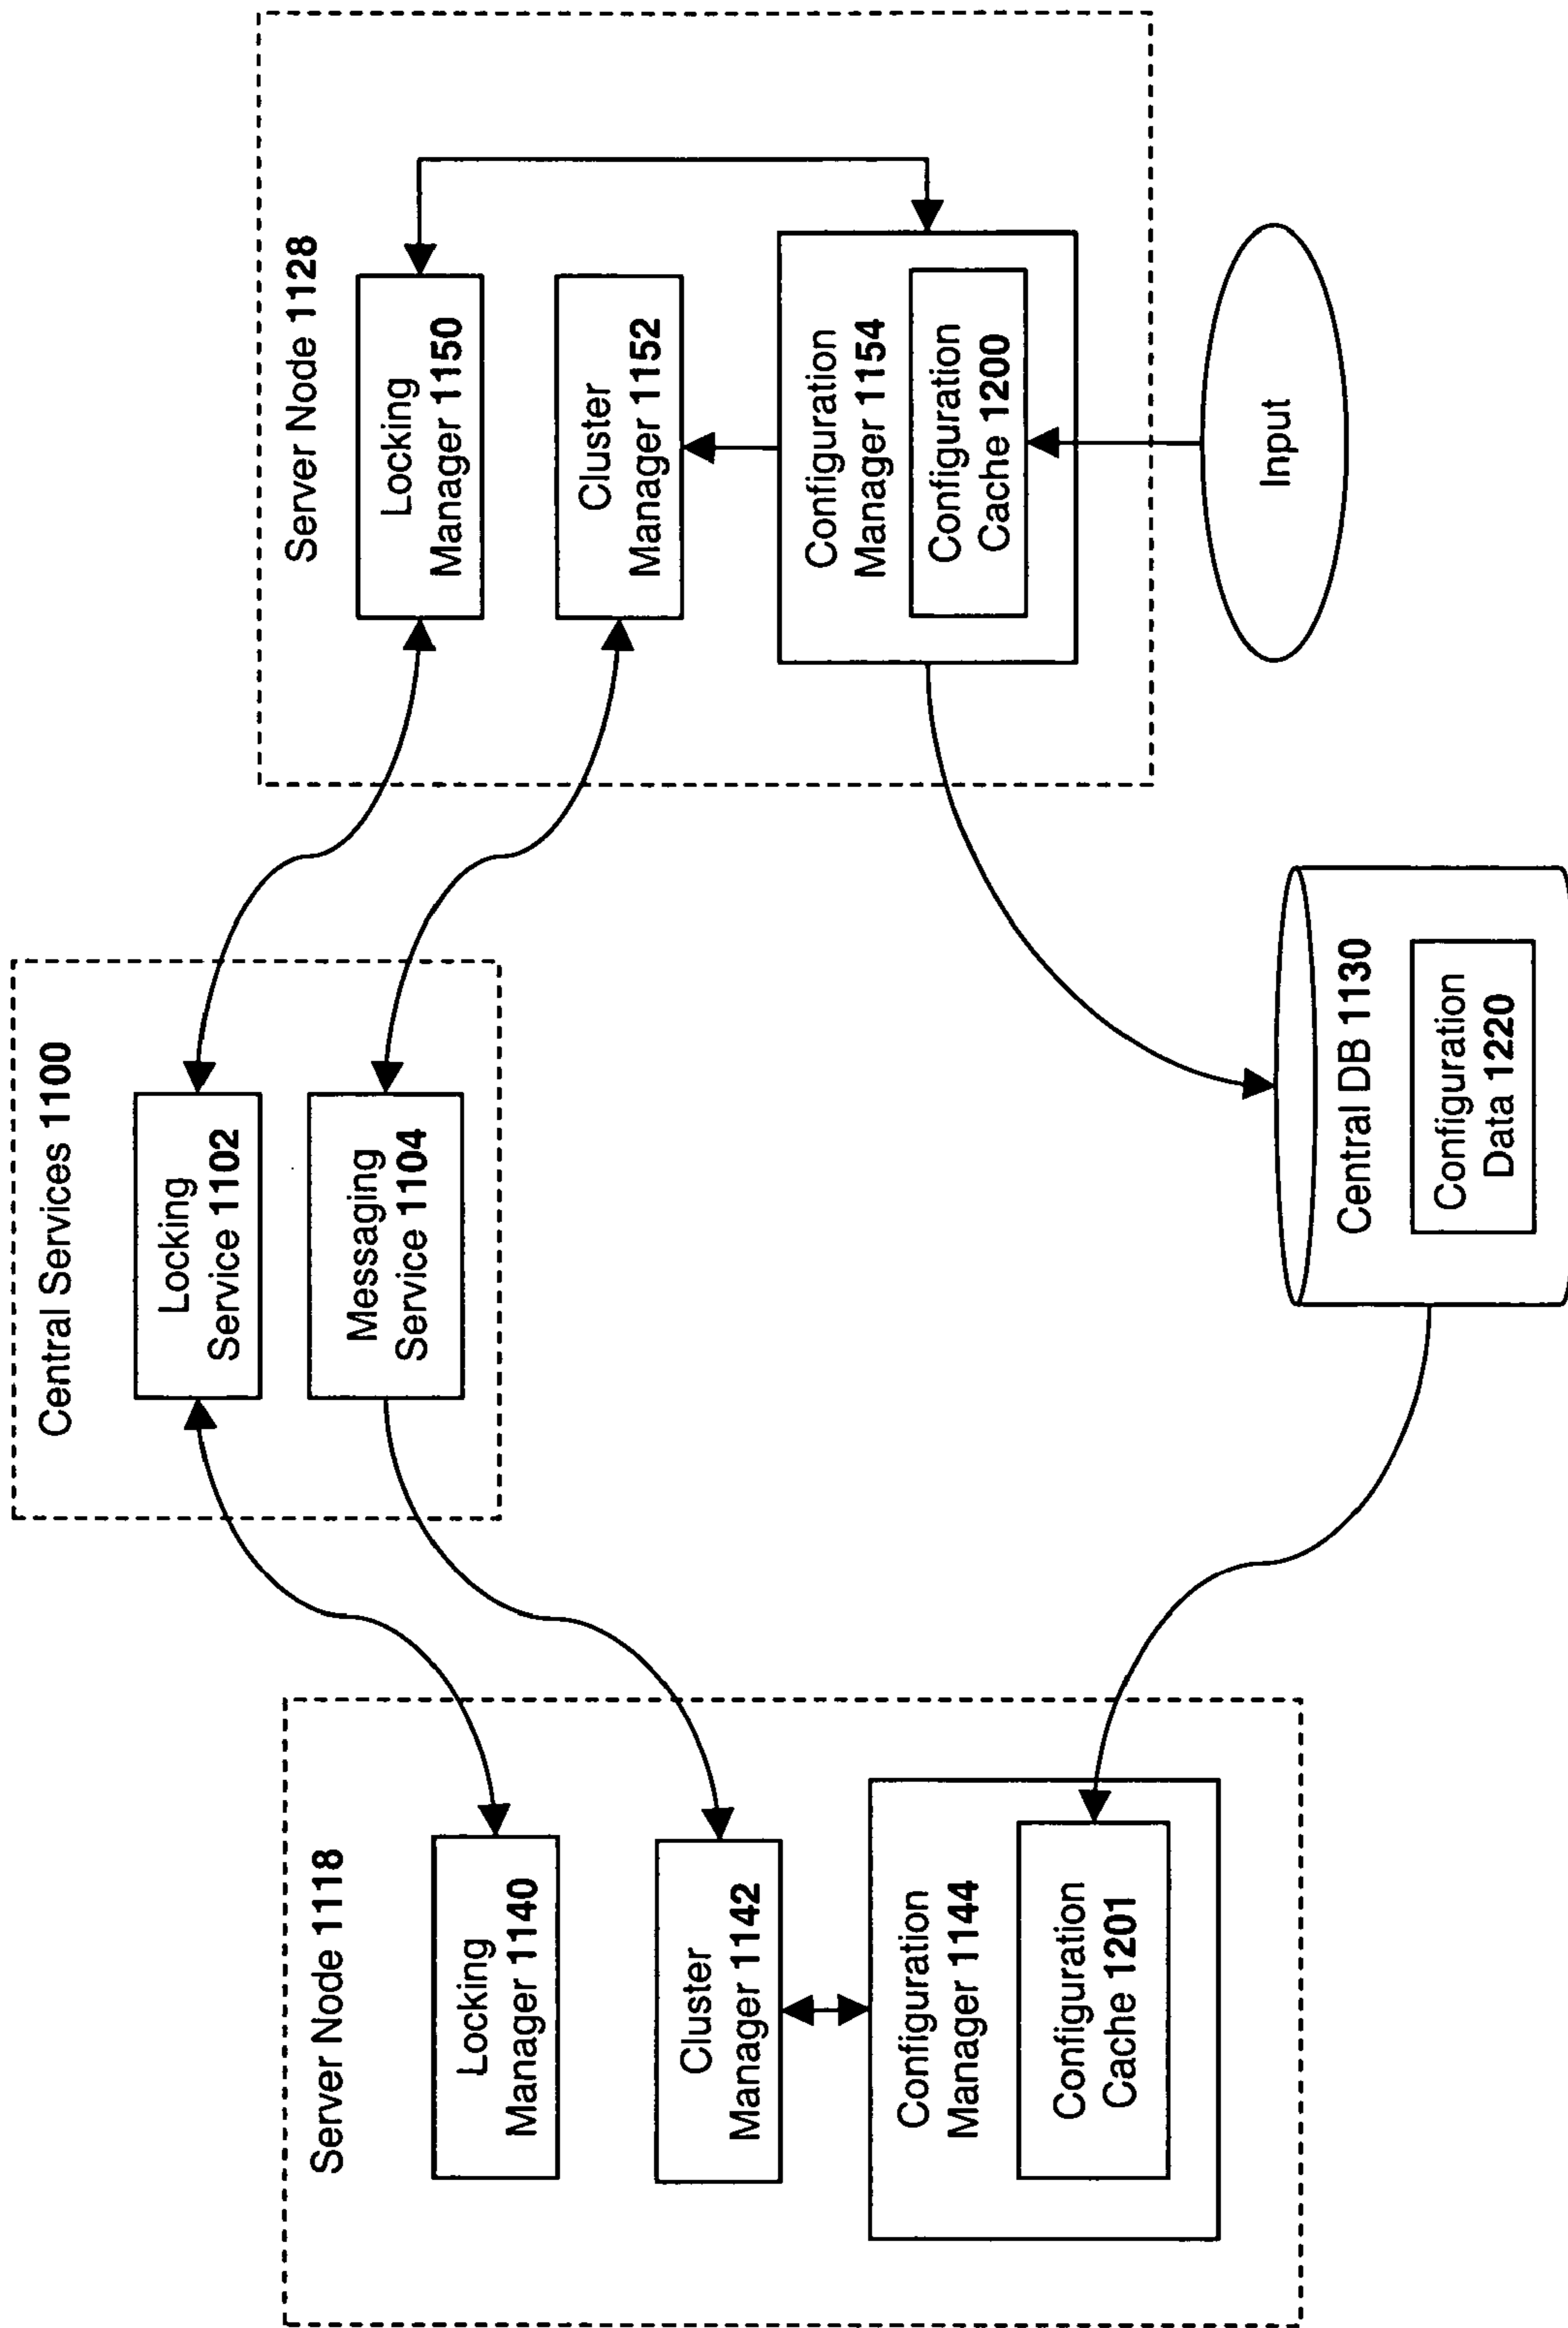 Central Services 1100
Locking
Service 1102
Messaging
Service 1104
Server Node 1118
Locking
Manager 1140
Cluster
Manager 1142
Configuration
Manager 1144
Configuration
Cache 1201
Server Node 1128
Locking
Manager 1150
Cluster
Manager 1152
Configuration
Manager 1154
Configuration
Cache 1200
Central DB 1130
Configuration
Data 1220
Input